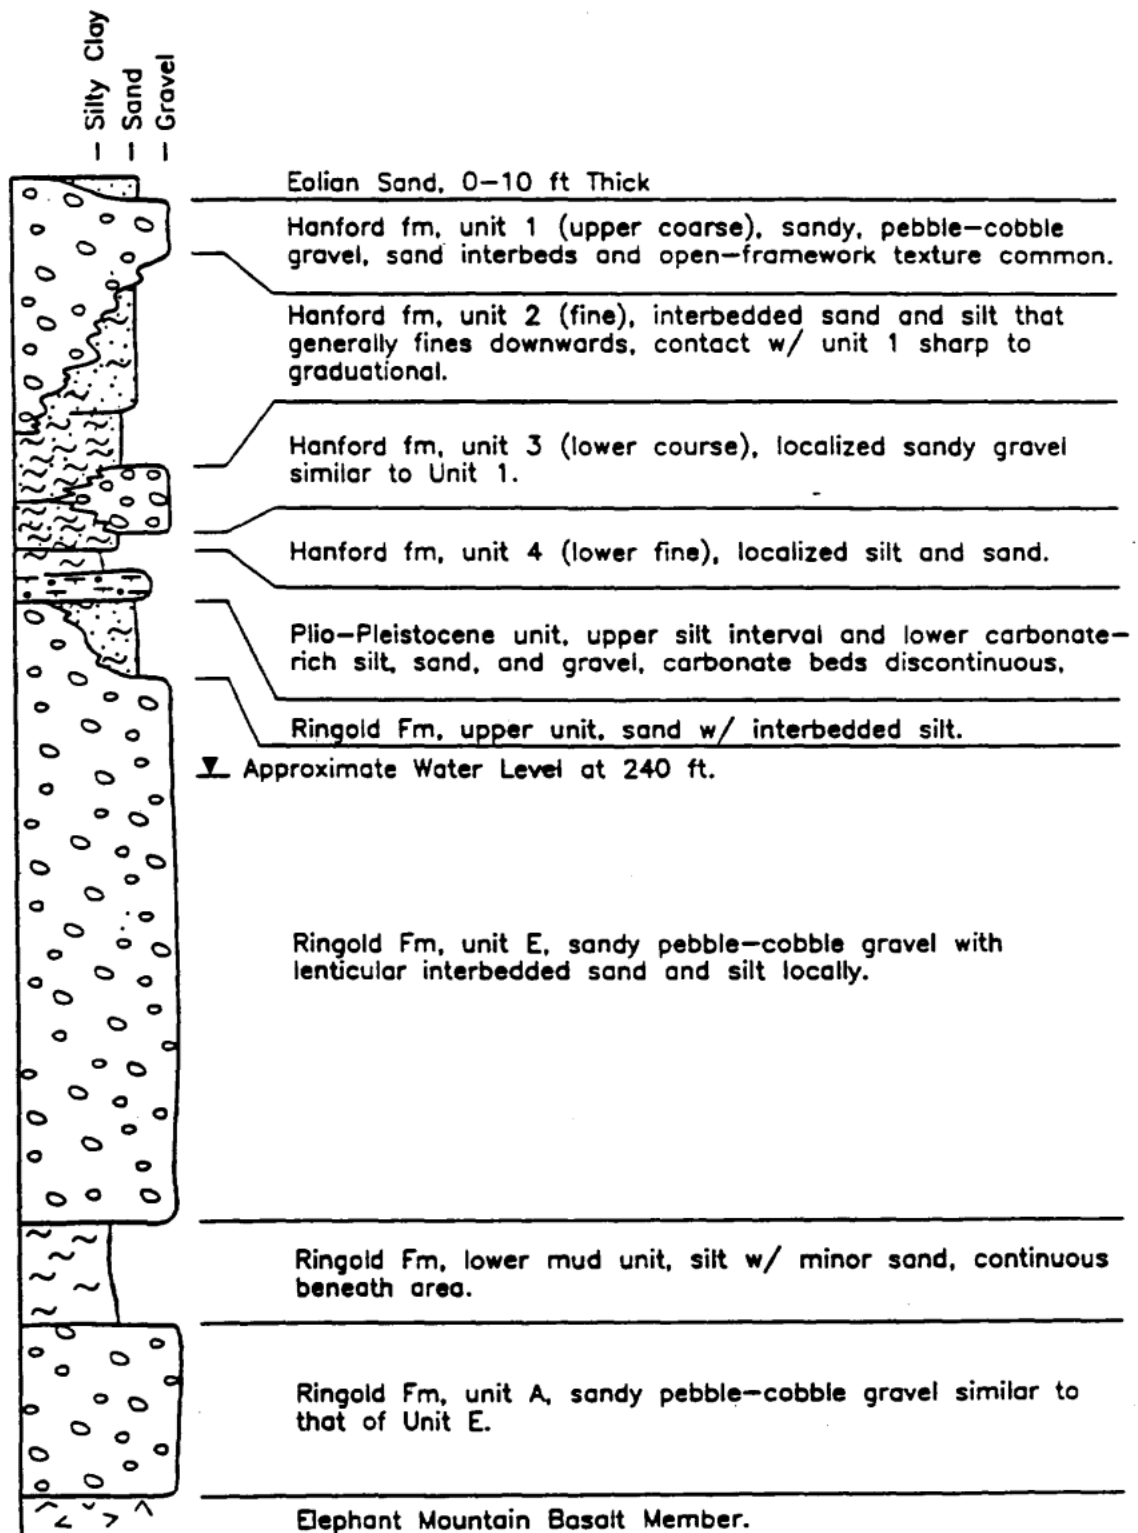 – Silty Clay
– Sand
– Gravel
Eolian Sand, 0–10 ft Thick
Hanford fm, unit 1 (upper coarse), sandy, pebble–cobble
gravel, sand interbeds and open–framework texture common.
Hanford fm, unit 2 (fine), interbedded sand and silt that
generally fines downwards, contact w/ unit 1 sharp to
graduational.
Hanford fm, unit 3 (lower course), localized sandy gravel
similar to Unit 1.
Hanford fm, unit 4 (lower fine), localized silt and sand.
Plio–Pleistocene unit, upper silt interval and lower carbonate–
rich silt, sand, and gravel, carbonate beds discontinuous,
Ringold Fm, upper unit, sand w/ interbedded silt.
Approximate Water Level at 240 ft.
Ringold Fm, unit E, sandy pebble–cobble gravel with
lenticular interbedded sand and silt locally.
Ringold Fm, lower mud unit, silt w/ minor sand, continuous
beneath area.
Ringold Fm, unit A, sandy pebble–cobble gravel similar to
that of Unit E.
Elephant Mountain Basalt Member.